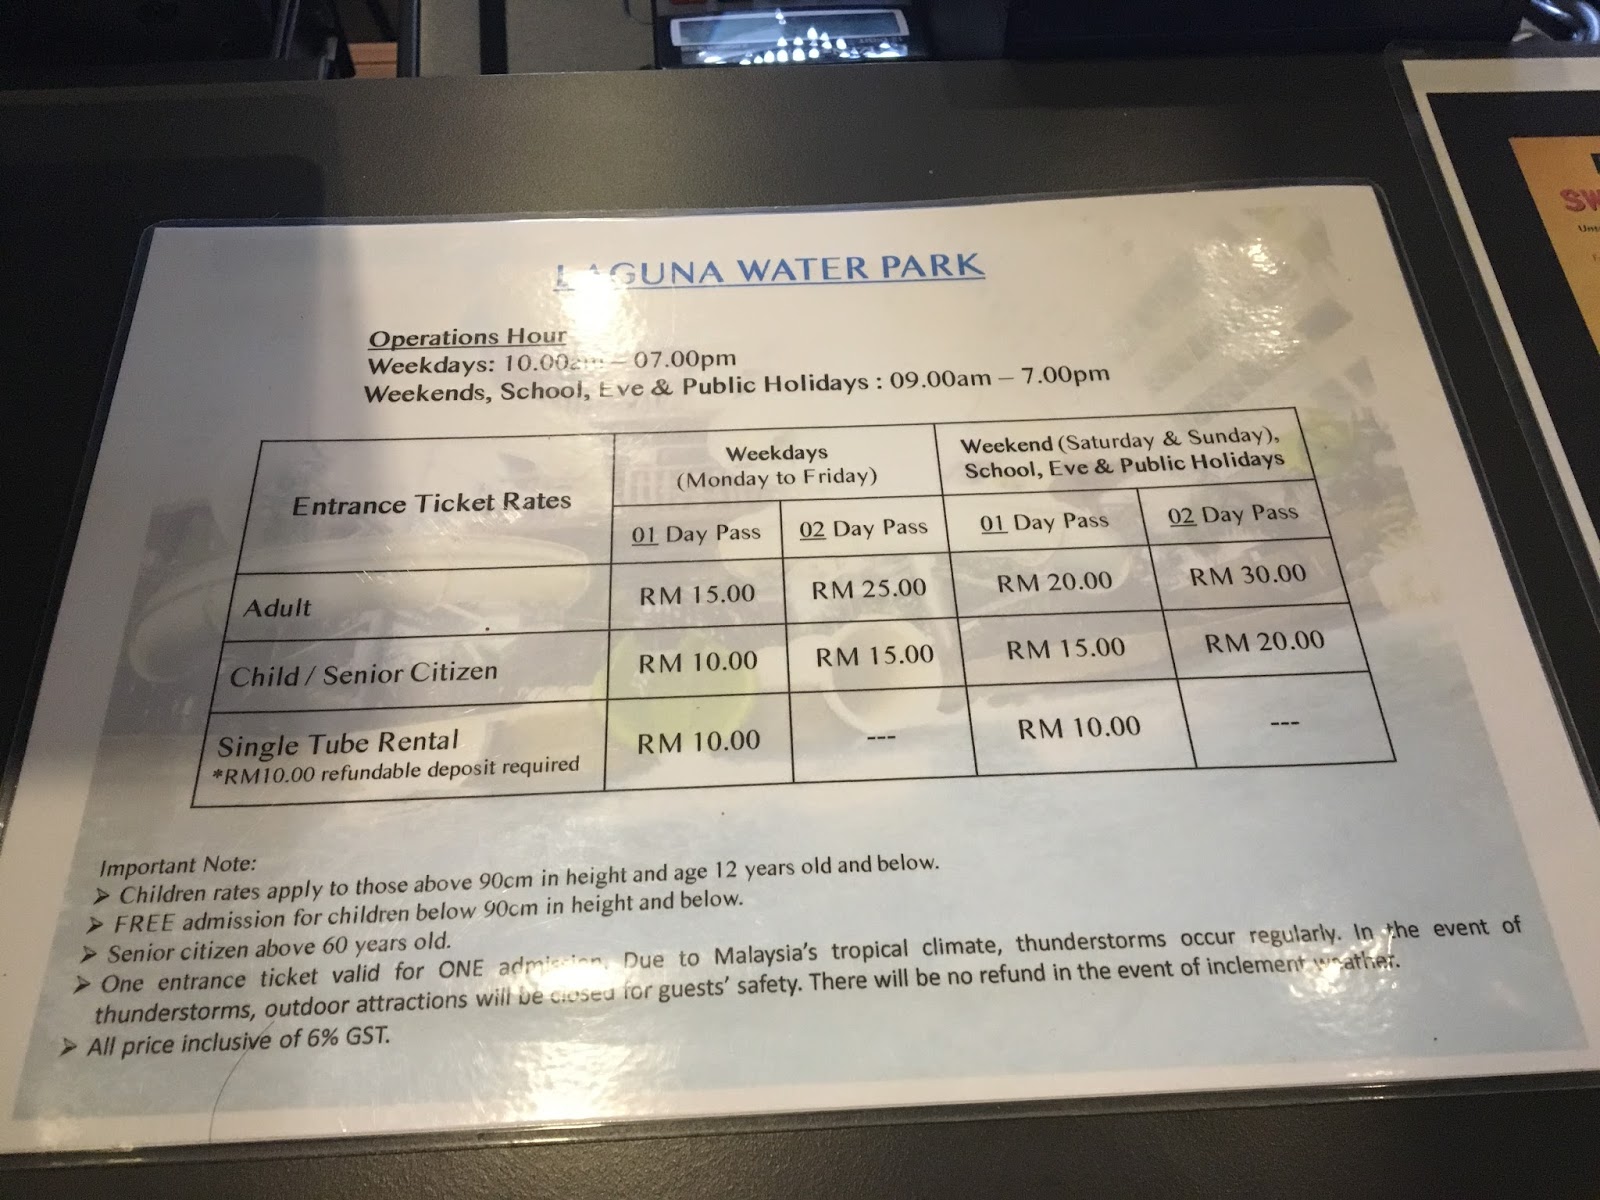 LAGUNA WATER PARK
Operations Hour
Weekdays: 10.00am – 07.00pm
Weekends, School, Eve & Public Holidays : 09.00am – 7.00pm
Entrance Ticket Rates
Weekdays
(Monday to Friday)
Weekend (Saturday & Sunday),
School, Eve & Public Holidays
01 Day Pass 02 Day Pass 01 Day Pass 02 Day Pass
Adult RM 15.00 RM 25.00 RM 20.00 RM 30.00
Child / Senior Citizen RM 10.00 RM 15.00 RM 15.00 RM 20.00
Single Tube Rental RM 10.00 --- RM 10.00 ---
*RM10.00 refundable deposit required
Important Note:
➢ Children rates apply to those above 90cm in height and age 12 years old and below.
➢ FREE admission for children below 90cm in height and below.
➢ Senior citizen above 60 years old.
➢ One entrance ticket valid for ONE admission. Due to Malaysia's tropical climate, thunderstorms occur regularly. In the event of
thunderstorms, outdoor attractions will be closed for guests' safety. There will be no refund in the event of inclement weather.
➢ All price inclusive of 6% GST.